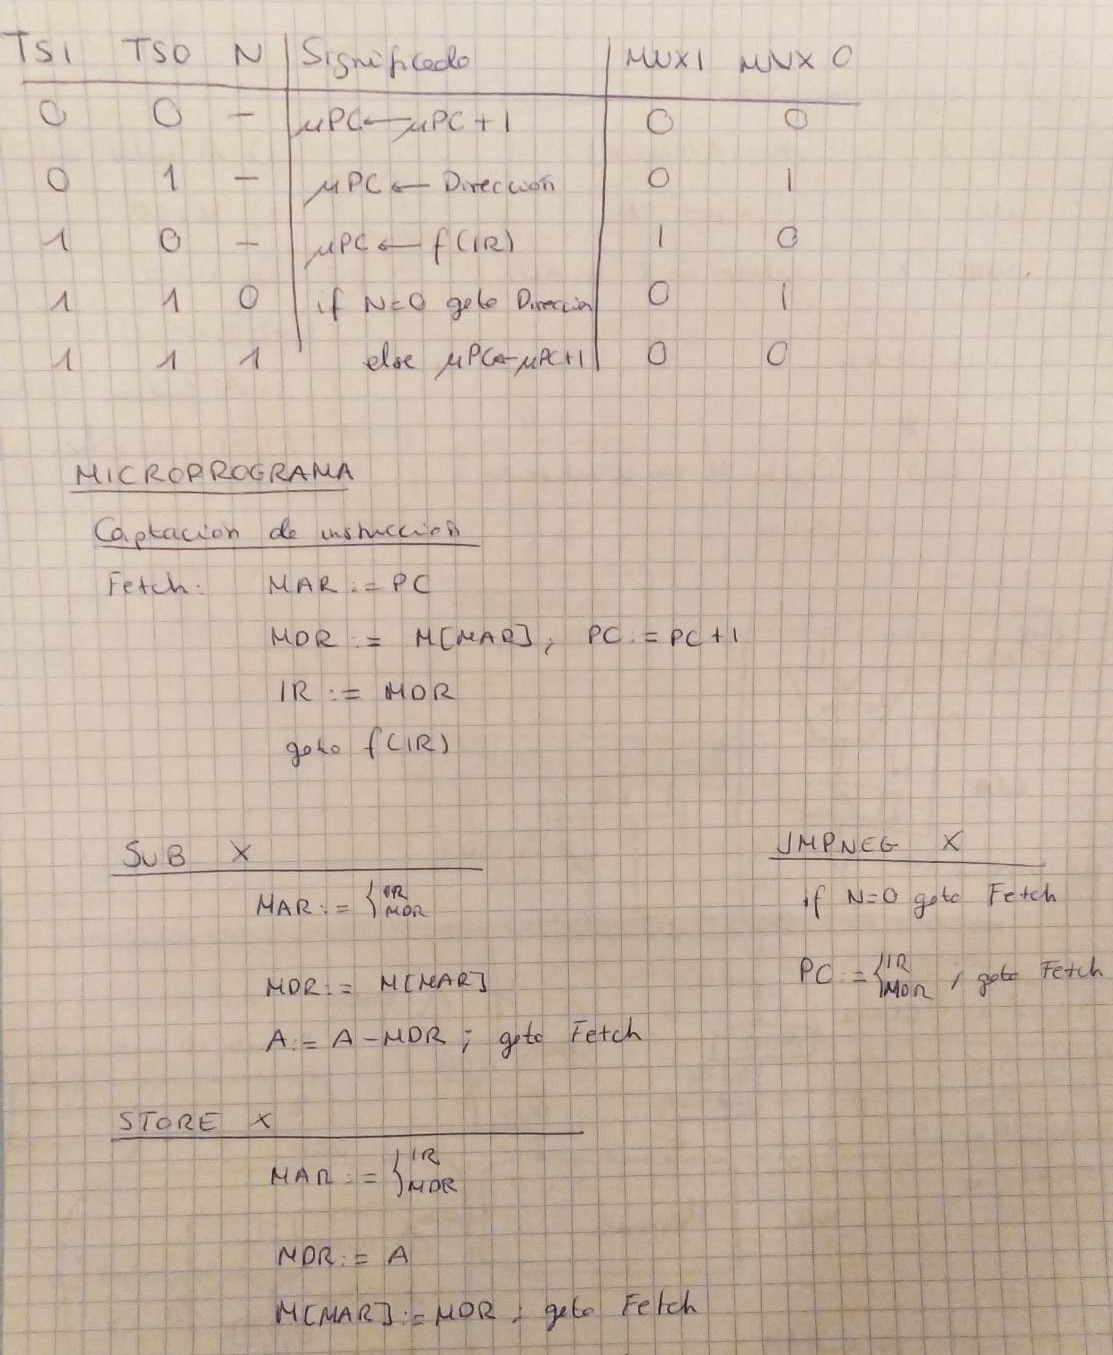 TS1 TS0 N Significado MUX1 MUX0
0 0 - μPC←μPC+1 0 0
0 1 - μPC← Dirección 0 1
1 0 - μPC← f(IR) 1 0
1 1 0 if N=0 goto Dirección 0 1
1 1 1 else μPC←μPC+1 0 0
MICROPROGRAMA
Captacion de instruccion
Fetch: MAR := PC
MDR := M[MAR]; PC := PC+1
IR := MDR
goto f(IR)
SUB X
MAR := { IR
MDR
MDR := M[MAR]
A := A-MDR ; goto Fetch
JMPNEG X
if N=0 goto Fetch
PC := { IR
MDR ; goto Fetch
STORE X
MAR := { IR
MDR
MDR := A
M[MAR] := MDR ; goto Fetch